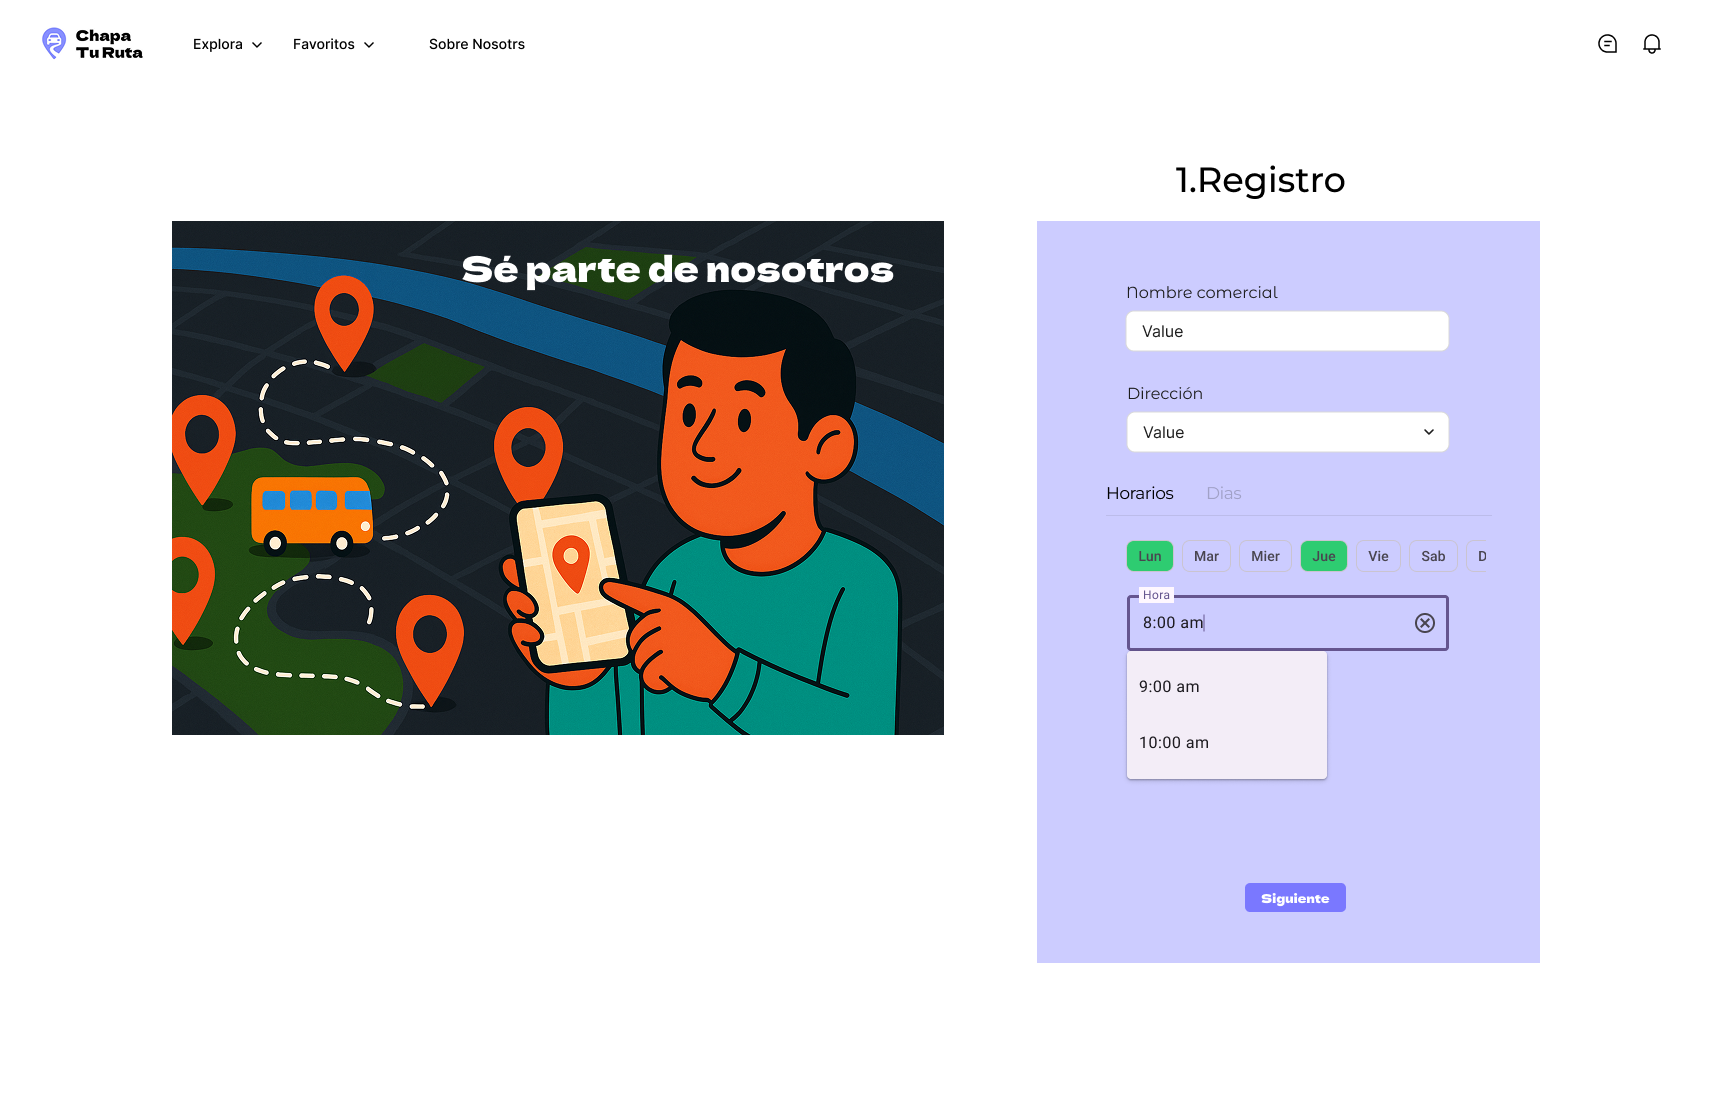 Chapa
Tu Ruta
Explora
Favoritos
Sobre Nosotrs
1.Registro
Sé parte de nosotros
Nombre comercial
Value
Dirección
Value
Horarios Dias
Lun Mar Mier Jue Vie Sab D
Hora
8:00 am
9:00 am
10:00 am
Siguiente